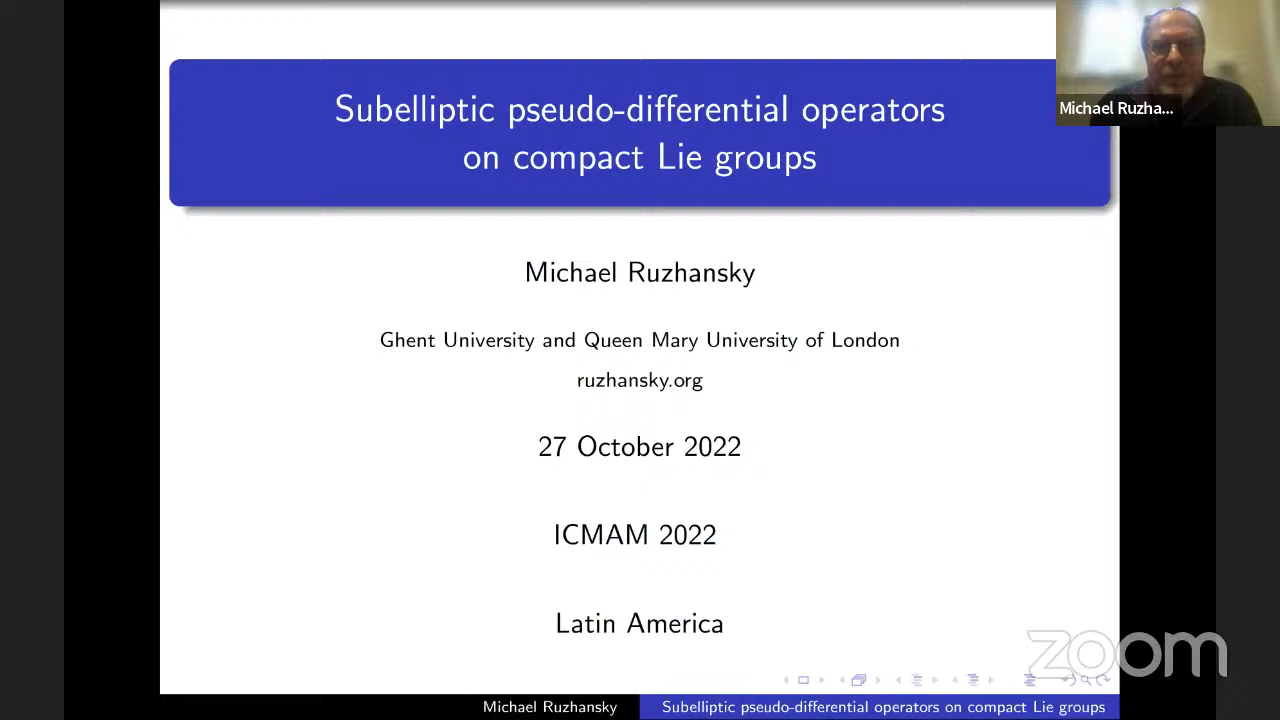 Subelliptic pseudo-differential operators
on compact Lie groups
Michael Ruzha...
Michael Ruzhansky
Ghent University and Queen Mary University of London
ruzhansky.org
27 October 2022
ICMAM 2022
Latin America
zoom
Michael Ruzhansky
Subelliptic pseudo-differential operators on compact Lie groups